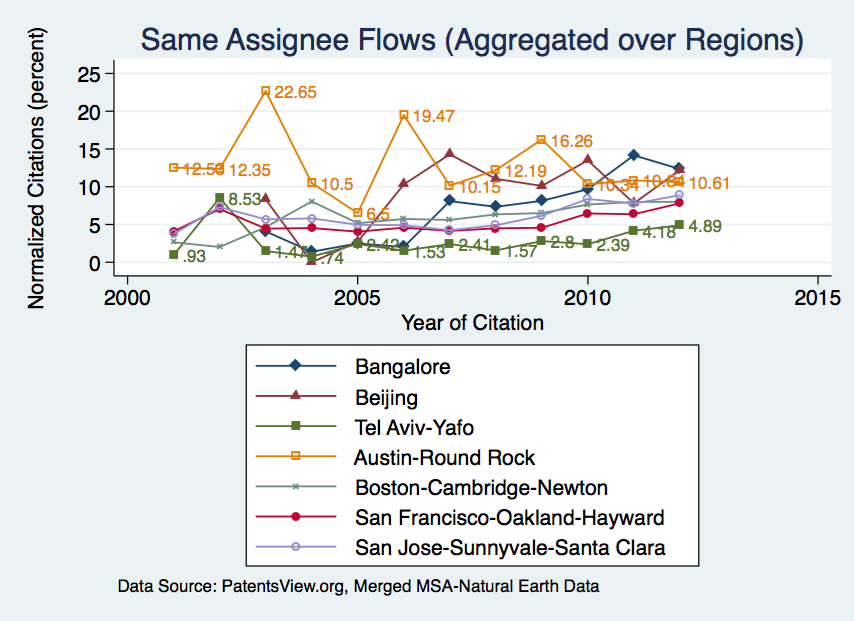 Same Assignee Flows (Aggregated over Regions)
Normalized Citations (percent)
25
20
15
10
5
0
22.65
19.47
16.26
12.35
12.19
10.5
10.15
10.34
10.61
6.5
8.53
.93
.74
2.43
1.53
2.41
1.57
2.8
2.39
4.18
4.89
2000
2005
2010
2015
Year of Citation
Bangalore
Beijing
Tel Aviv-Yafo
Austin-Round Rock
Boston-Cambridge-Newton
San Francisco-Oakland-Hayward
San Jose-Sunnyvale-Santa Clara
Data Source: PatentsView.org, Merged MSA-Natural Earth Data